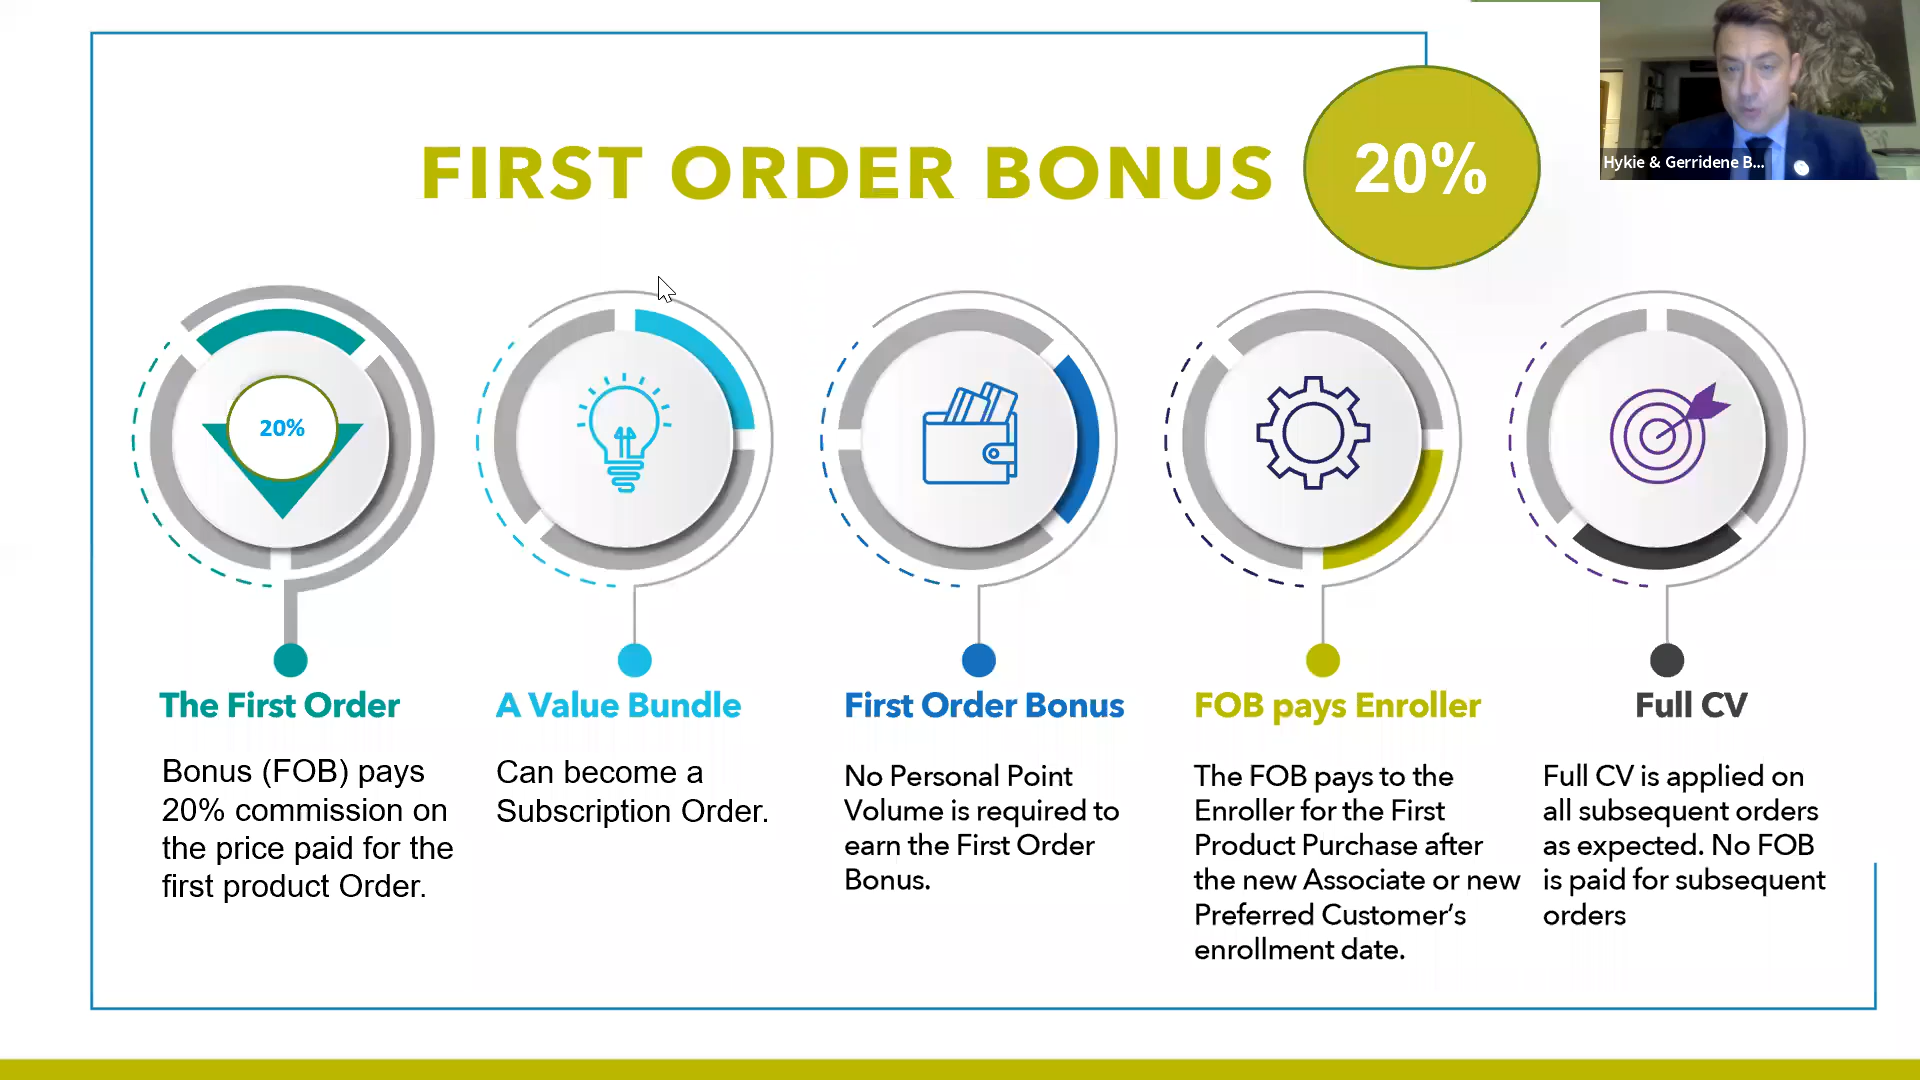 FIRST ORDER BONUS
20%
Hykie & Gerridene B...
20%
The First Order
Bonus (FOB) pays
20% commission on
the price paid for the
first product Order.
A Value Bundle
Can become a
Subscription Order.
First Order Bonus
No Personal Point
Volume is required to
earn the First Order
Bonus.
FOB pays Enroller
The FOB pays to the
Enroller for the First
Product Purchase after
the new Associate or new
Preferred Customer’s
enrollment date.
Full CV
Full CV is applied on
all subsequent orders
as expected. No FOB
is paid for subsequent
orders